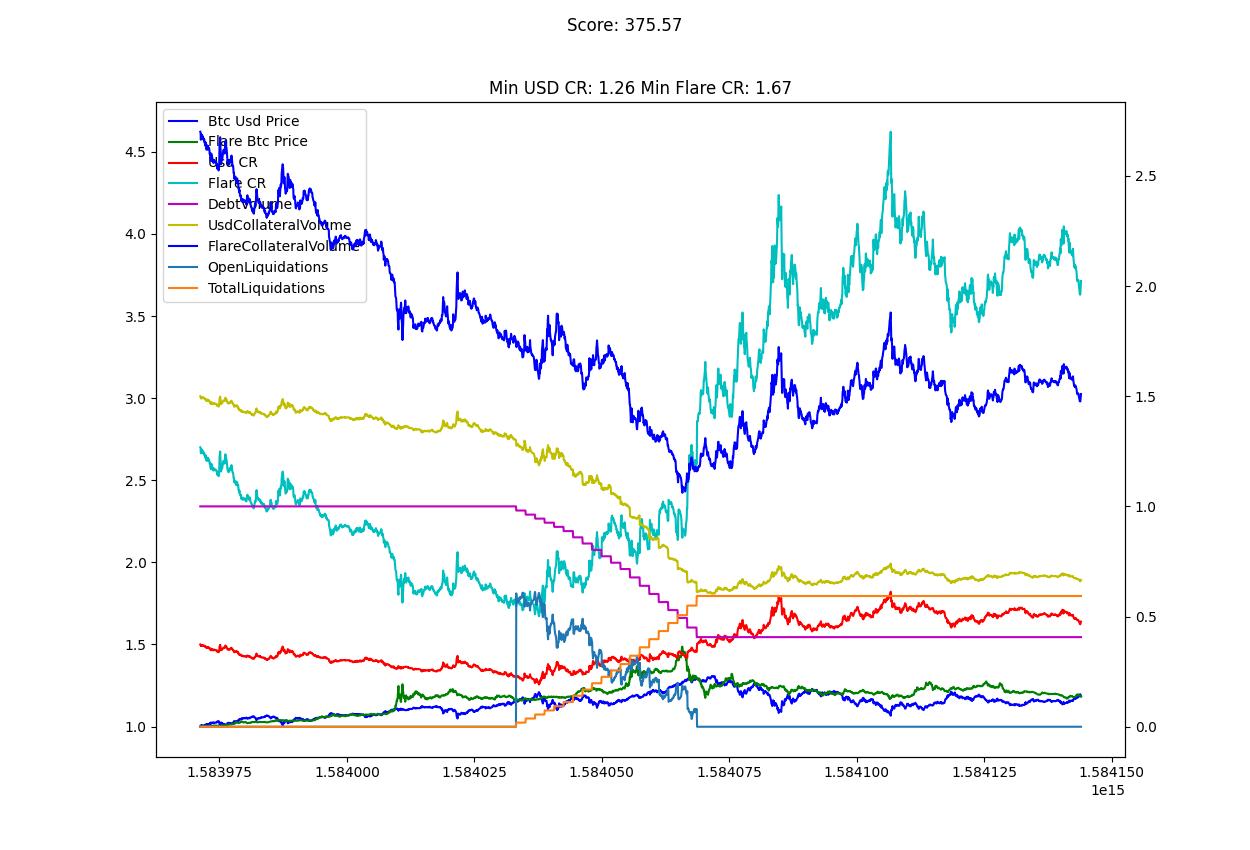 Score: 375.57
Min USD CR: 1.26 Min Flare CR: 1.67
Btc Usd Price
Flare Btc Price
Usd CR
Flare CR
DebtVolume
UsdCollateralVolume
FlareCollateralVolume
OpenLiquidations
TotalLiquidations
4.5
4.0
3.5
3.0
2.5
2.0
1.5
1.0
2.5
2.0
1.5
1.0
0.5
0.0
1.583975
1.584000
1.584025
1.584050
1.584075
1.584100
1.584125
1.584150
1e15